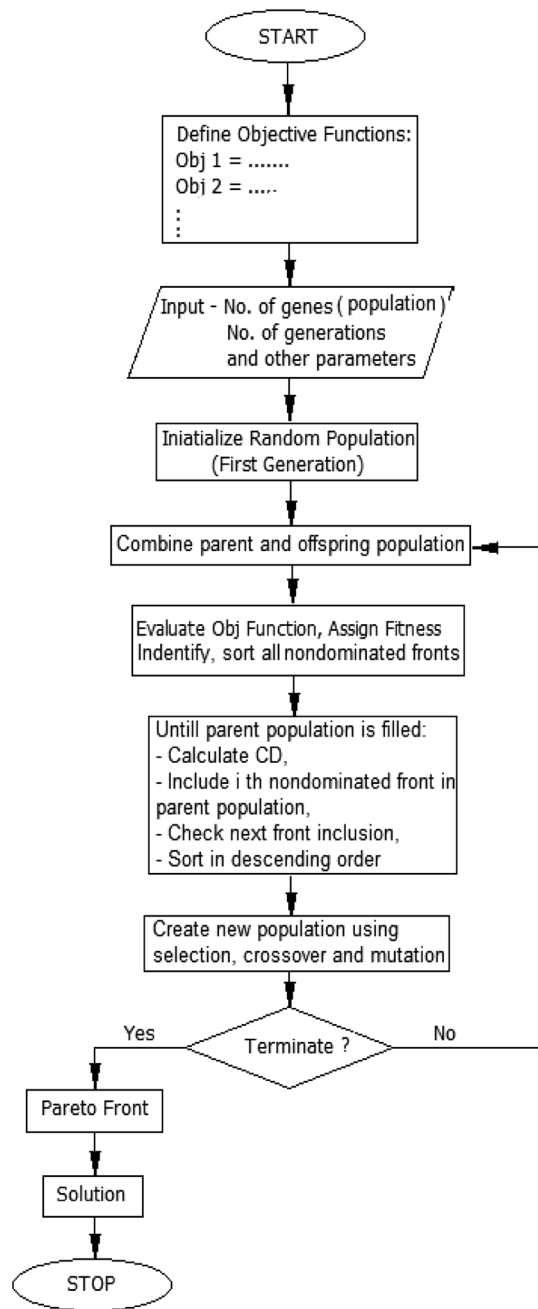 START
Define Objective Functions:
Obj 1 = .......
Obj 2 = .....
⋮
Input - No. of genes ( population)
No. of generations
and other parameters
Iniatialize Random Population
(First Generation)
Combine parent and offspring population
Evaluate Obj Function, Assign Fitness
Indentify, sort all nondominated fronts
Untill parent population is filled:
- Calculate CD,
- Include i th nondominated front in
parent population,
- Check next front inclusion,
- Sort in descending order
Create new population using
selection, crossover and mutation
Terminate ?
Yes
No
Pareto Front
Solution
STOP